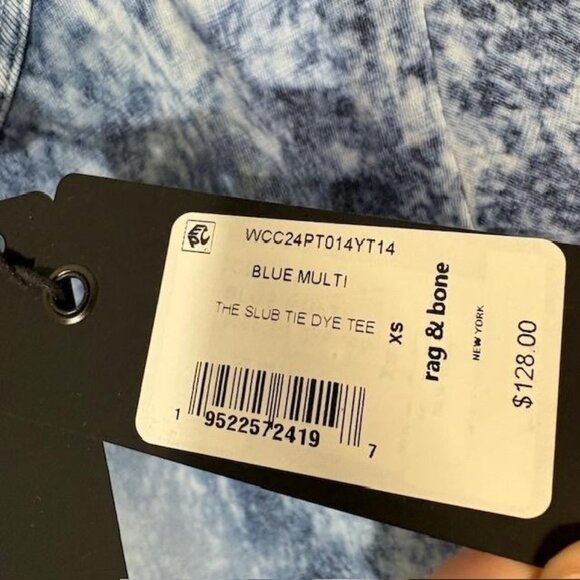 WCC24PT014YT14
BLUE MULTI
THE SLUB TIE DYE TEE
XS
rag & bone
NEW YORK
$128.00
1 9522572419 7